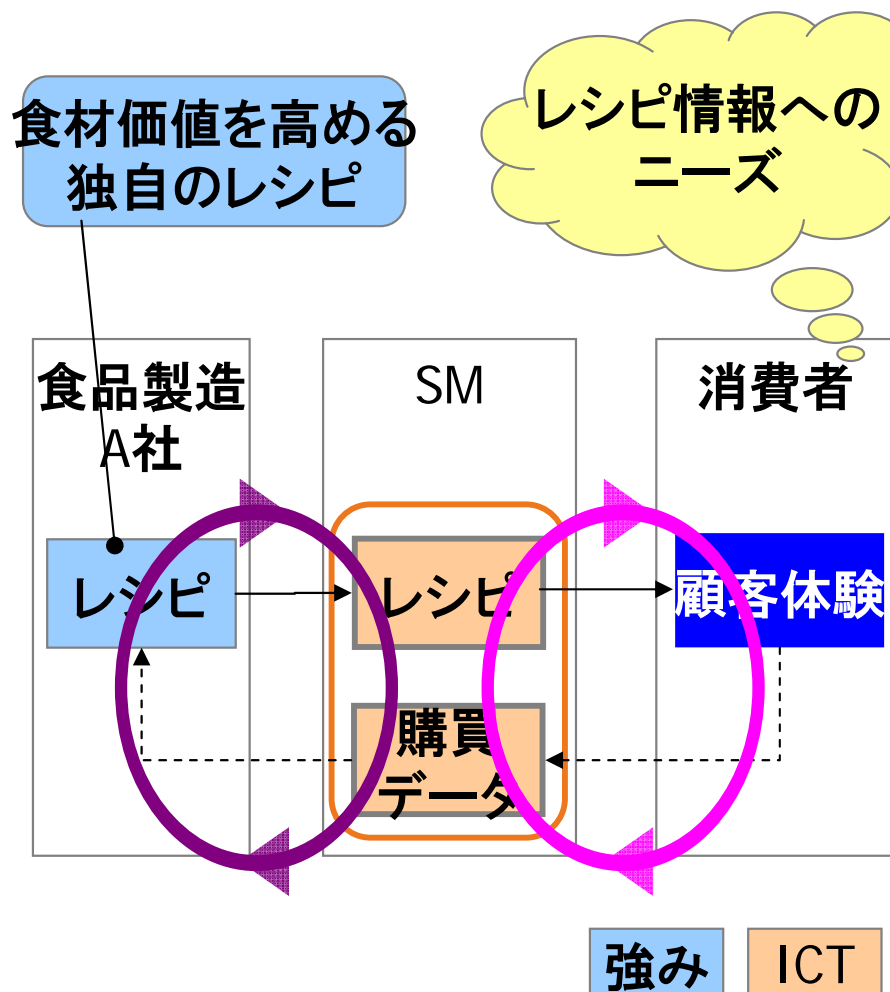 食材価値を高める
独自のレシピ
レシピ情報への
ニーズ
食品製造
A社
SM
消費者
レシピ
レシピ
顧客体験
購買
データ
強み
ICT